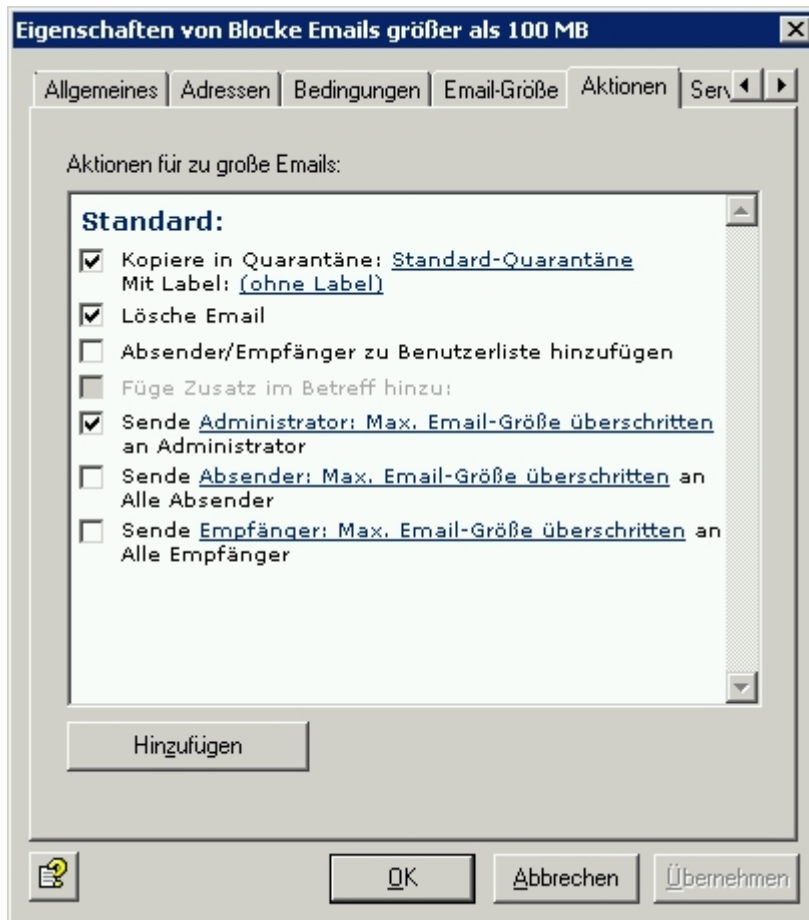 Eigenschaften von Blocke Emails größer als 100 MB
Allgemeines Adressen Bedingungen Email-Größe Aktionen Serv
Aktionen für zu große Emails:
Standard:
Kopiere in Quarantäne: Standard-Quarantäne
Mit Label: (ohne Label)
Lösche Email
Absender/Empfänger zu Benutzerliste hinzufügen
Füge Zusatz im Betreff hinzu:
Sende Administrator: Max. Email-Größe überschritten
an Administrator
Sende Absender: Max. Email-Größe überschritten an
Alle Absender
Sende Empfänger: Max. Email-Größe überschritten an
Alle Empfänger
Hinzufügen
OK Abbrechen Übernehmen